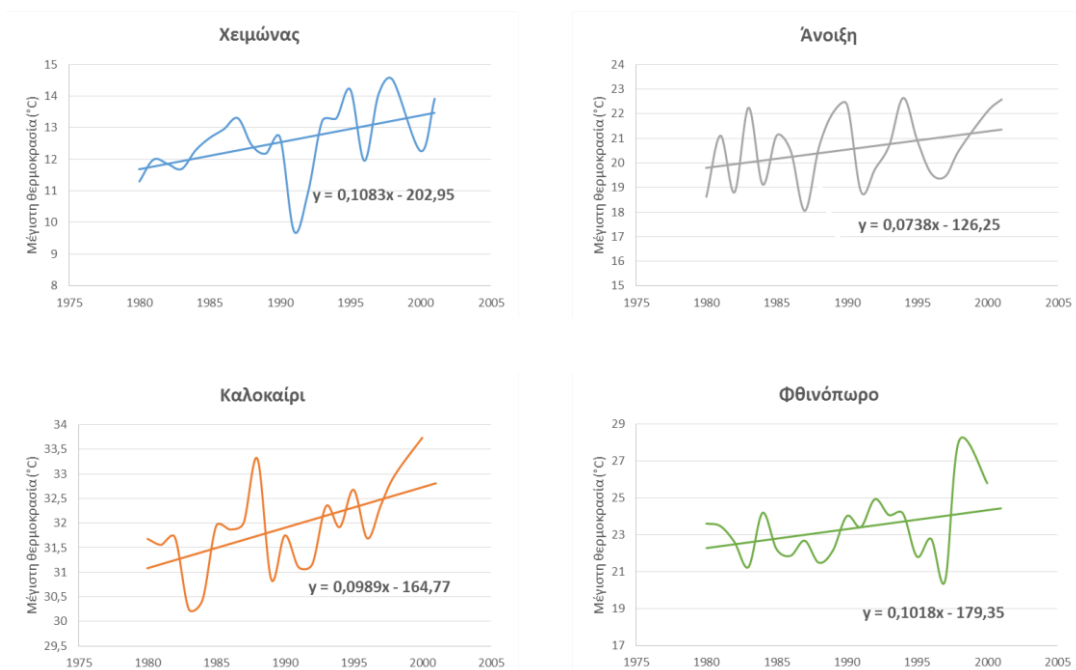 Χειμώνας
Μέγιστη θερμοκρασία (°C)
15
14
13
12
11
10
9
8
y = 0,1083x - 202,95
1975 1980 1985 1990 1995 2000 2005
Άνοιξη
Μέγιστη θερμοκρασία (°C)
24
23
22
21
20
19
18
17
16
15
y = 0,0738x - 126,25
1975 1980 1985 1990 1995 2000 2005
Καλοκαίρι
Μέγιστη θερμοκρασία (°C)
34
33,5
33
32,5
32
31,5
31
30,5
30
29,5
y = 0,0989x - 164,77
1975 1980 1985 1990 1995 2000 2005
Φθινόπωρο
Μέγιστη θερμοκρασία (°C)
29
27
25
23
21
19
17
y = 0,1018x - 179,35
1975 1980 1985 1990 1995 2000 2005